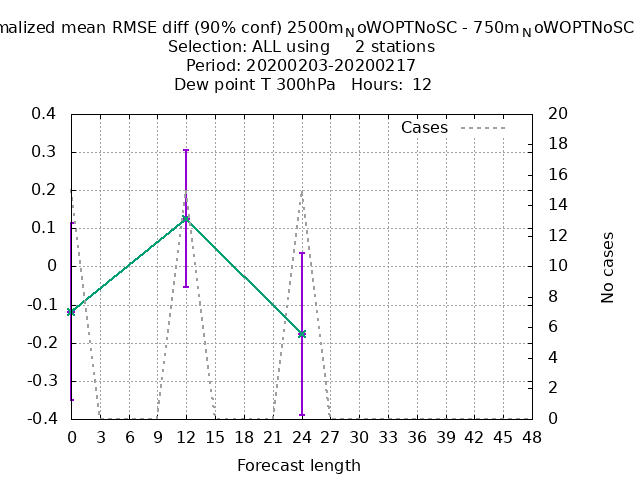 malized mean RMSE diff (90% conf) 2500mNoWOPTNoSC - 750mNoWOPTNoSC
Selection: ALL using 2 stations
Period: 20200203-20200217
Dew point T 300hPa Hours: 12
Cases
0.4
0.3
0.2
0.1
0
-0.1
-0.2
-0.3
-0.4
20
18
16
14
12
10
8
6
4
2
0
No cases
0 3 6 9 12 15 18 21 24 27 30 33 36 39 42 45 48
Forecast length